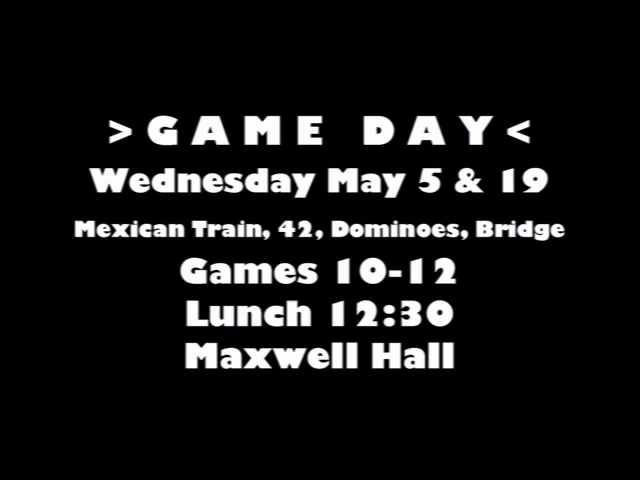 >GAME DAY<
Wednesday May 5 & 19
Mexican Train, 42, Dominoes, Bridge
Games 10-12
Lunch 12:30
Maxwell Hall